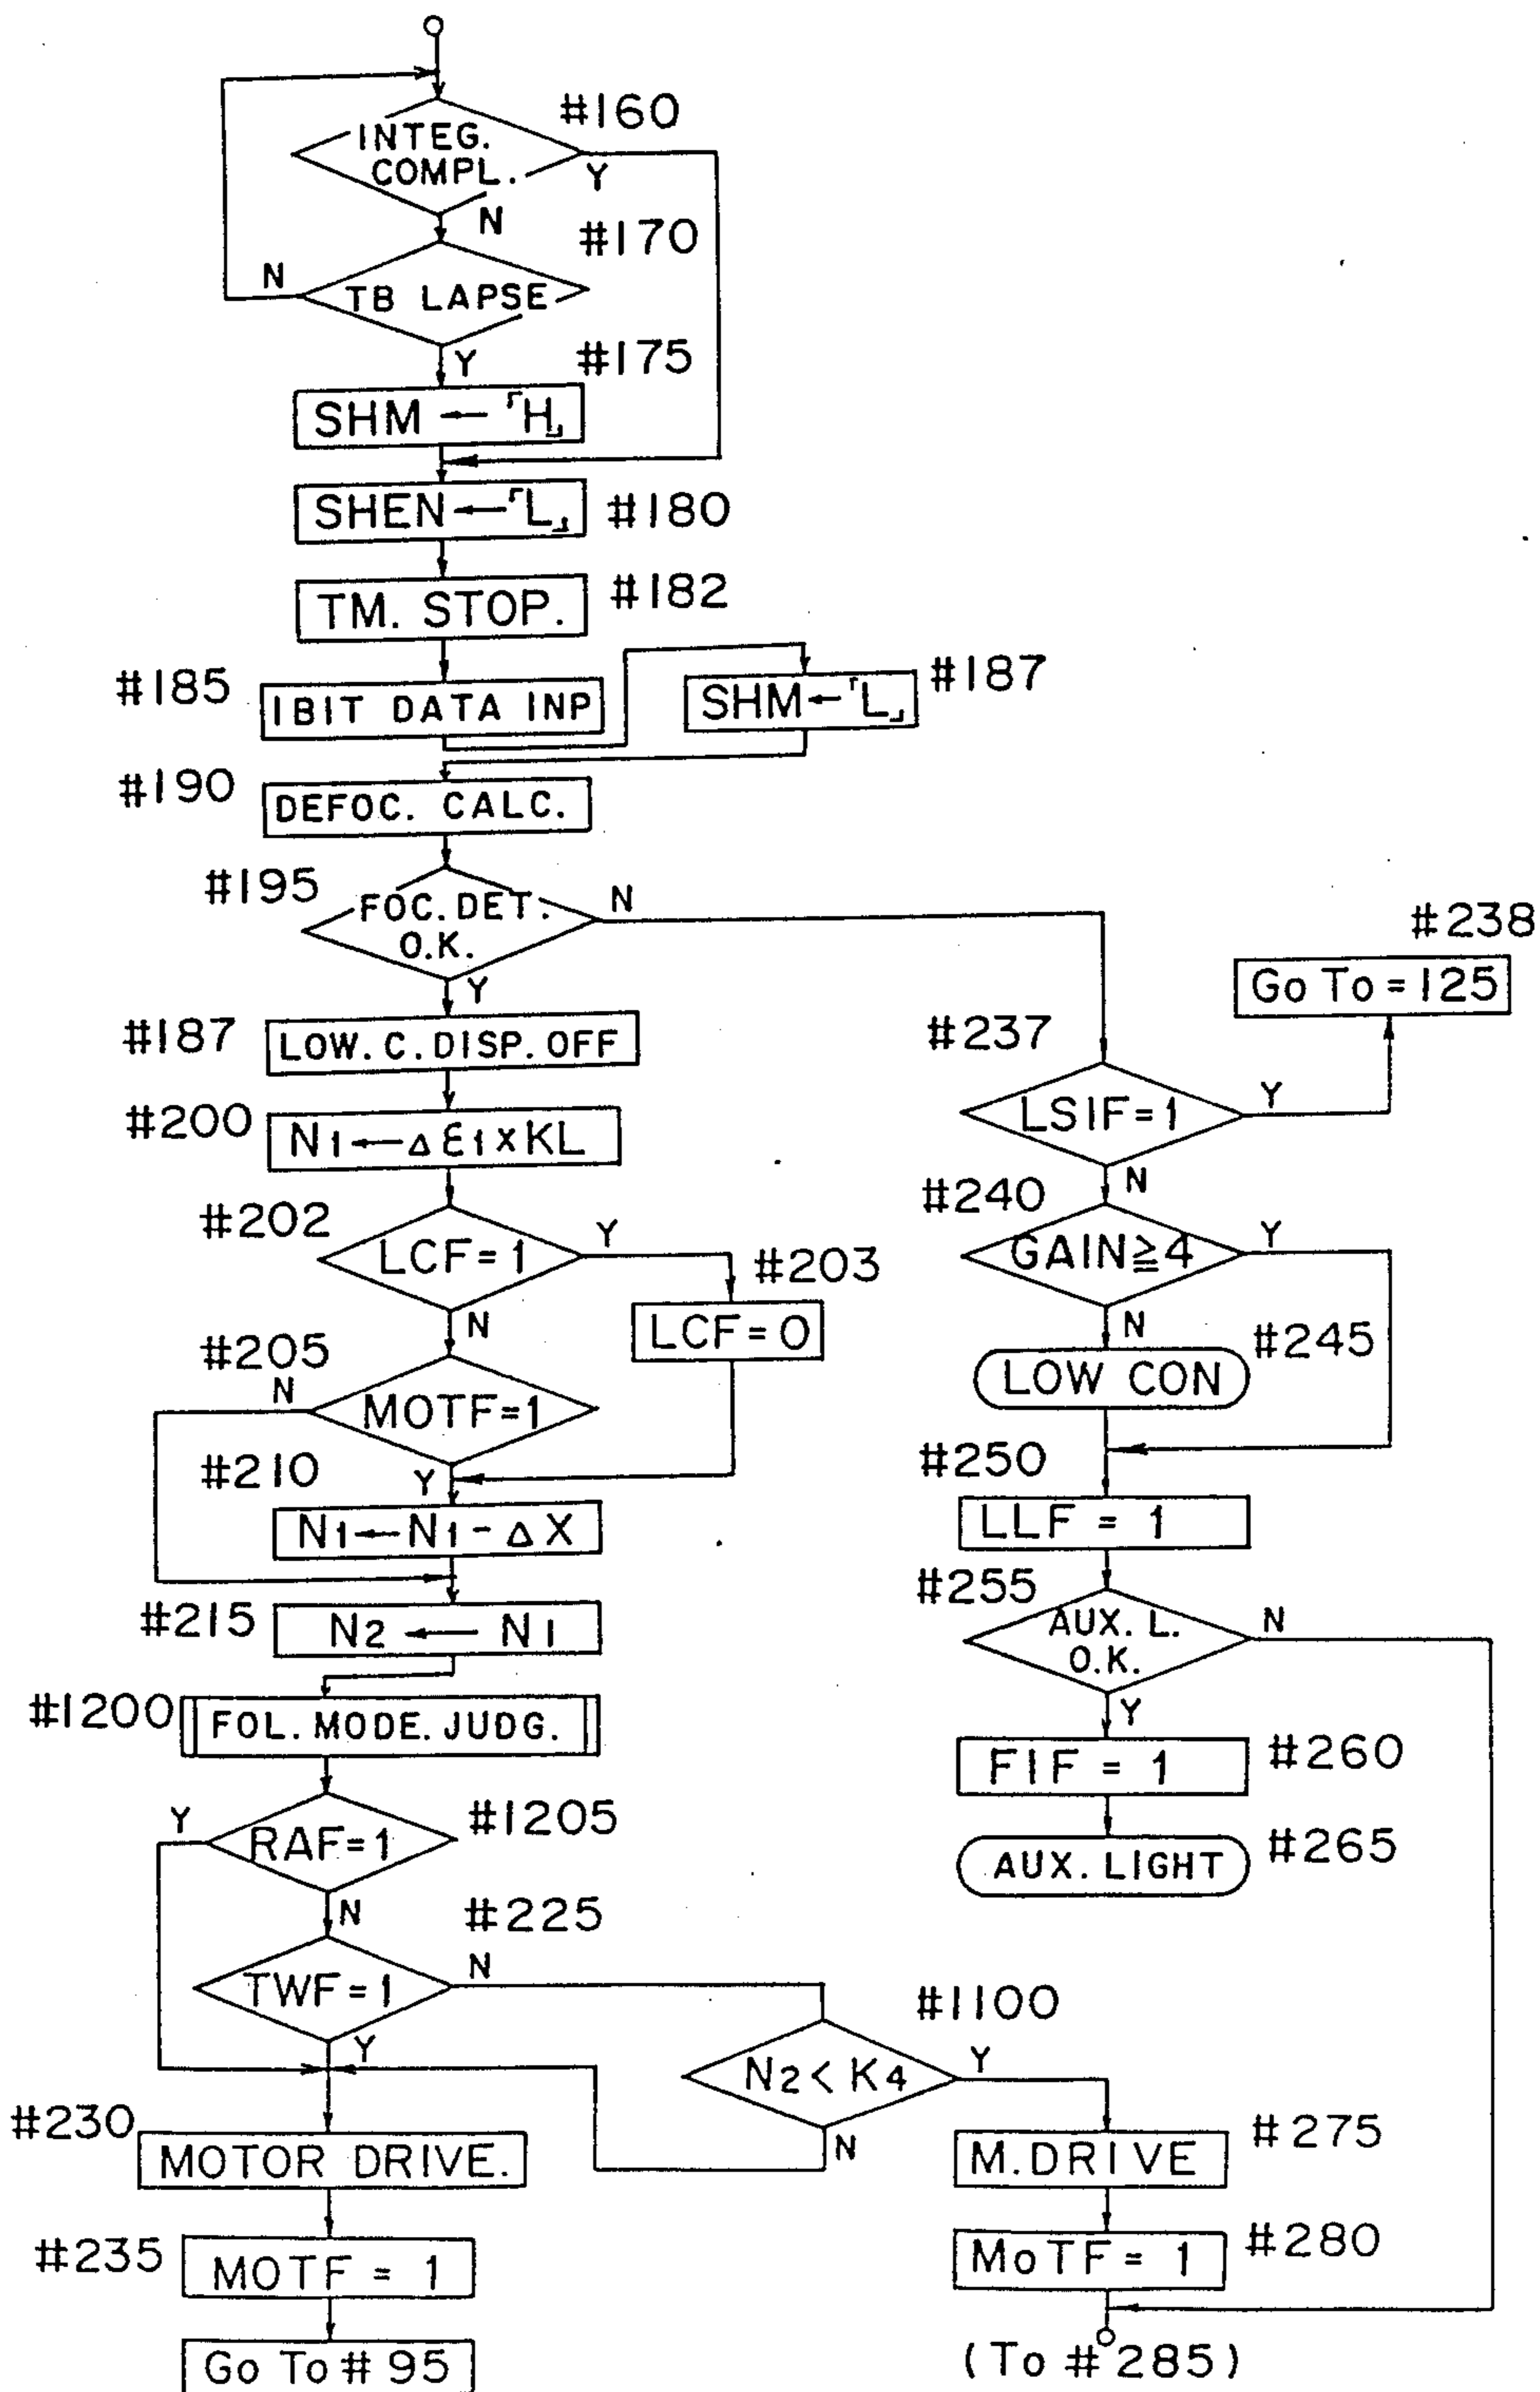 #160
INTEG.
COMPL.
Y
N
#170
N
TB LAPSE
Y
#175
SHM ← 「H」
SHEN ← 「L」
#180
TM. STOP.
#182
#185
IBIT DATA INP
SHM ← 「L」
#187
#190
DEFOC. CALC.
#195
FOC. DET.
O.K.
N
Y
#238
Go To = 125
#187
LOW. C. DISP. OFF
#237
LSIF = 1
Y
N
#200
N1 ← Δε1 x KL
#202
LCF = 1
Y
N
#203
LCF = 0
#240
GAIN ≧ 4
Y
N
#205
N
MOTF = 1
Y
#245
LOW CON
#210
N1 ← N1 - ΔX
#250
LLF = 1
#215
N2 ← N1
#255
AUX. L.
O.K.
N
Y
#1200
FOL. MODE. JUDG.
FIF = 1
#260
Y
RAF = 1
#1205
N
AUX. LIGHT
#265
#225
TWF = 1
N
Y
#1100
N2 < K4
Y
N
#230
MOTOR DRIVE.
M. DRIVE
#275
#235
MOTF = 1
MoTF = 1
#280
Go To # 95
(To # 285)